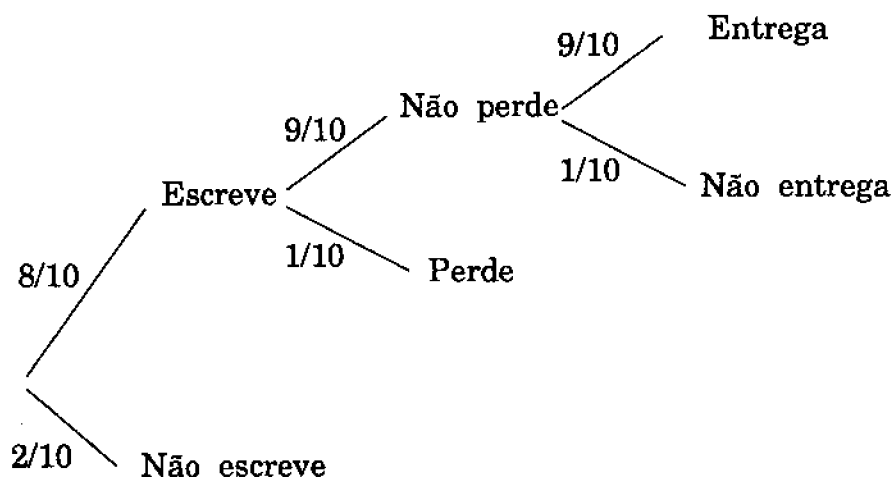 9/10 Entrega
9/10 Não perde
1/10 Não entrega
Escreve
1/10 Perde
8/10
2/10 Não escreve